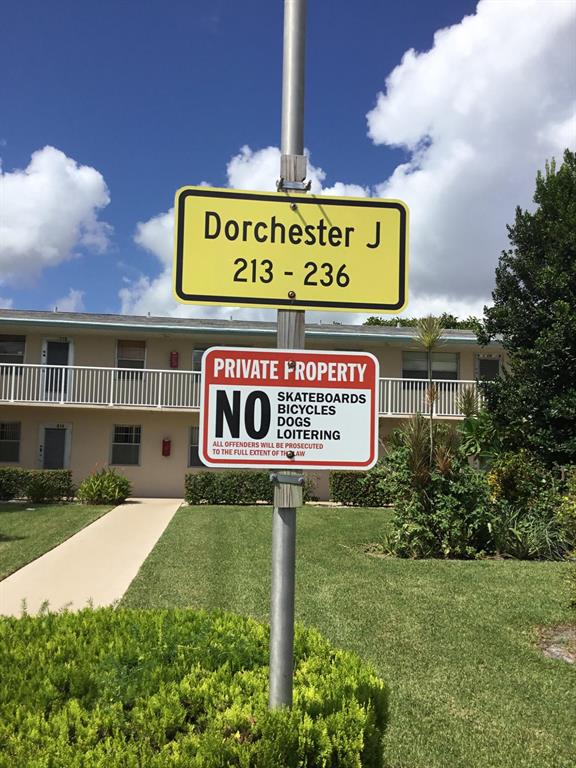 Dorchester J
213 - 236
PRIVATE PROPERTY
NO
SKATEBOARDS
BICYCLES
DOGS
LOITERING
ALL OFFENDERS WILL BE PROSECUTED
TO THE FULL EXTENT OF THE LAW